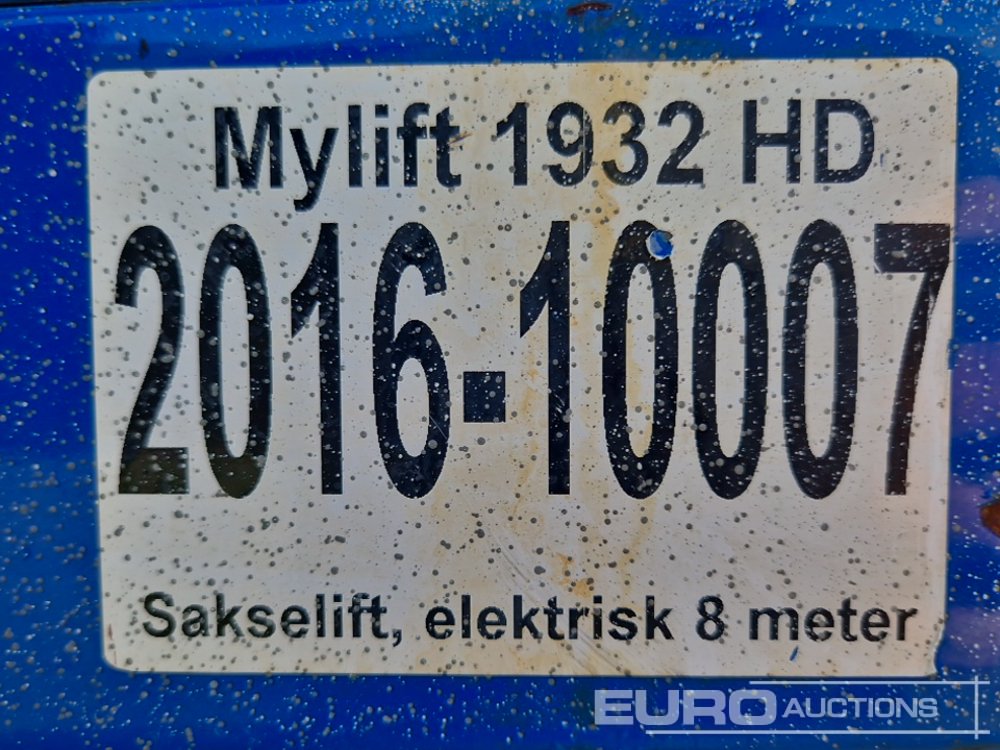 Mylift 1932 HD
2016-10007
Sakselift, elektrisk 8 meter
EURO AUCTIONS